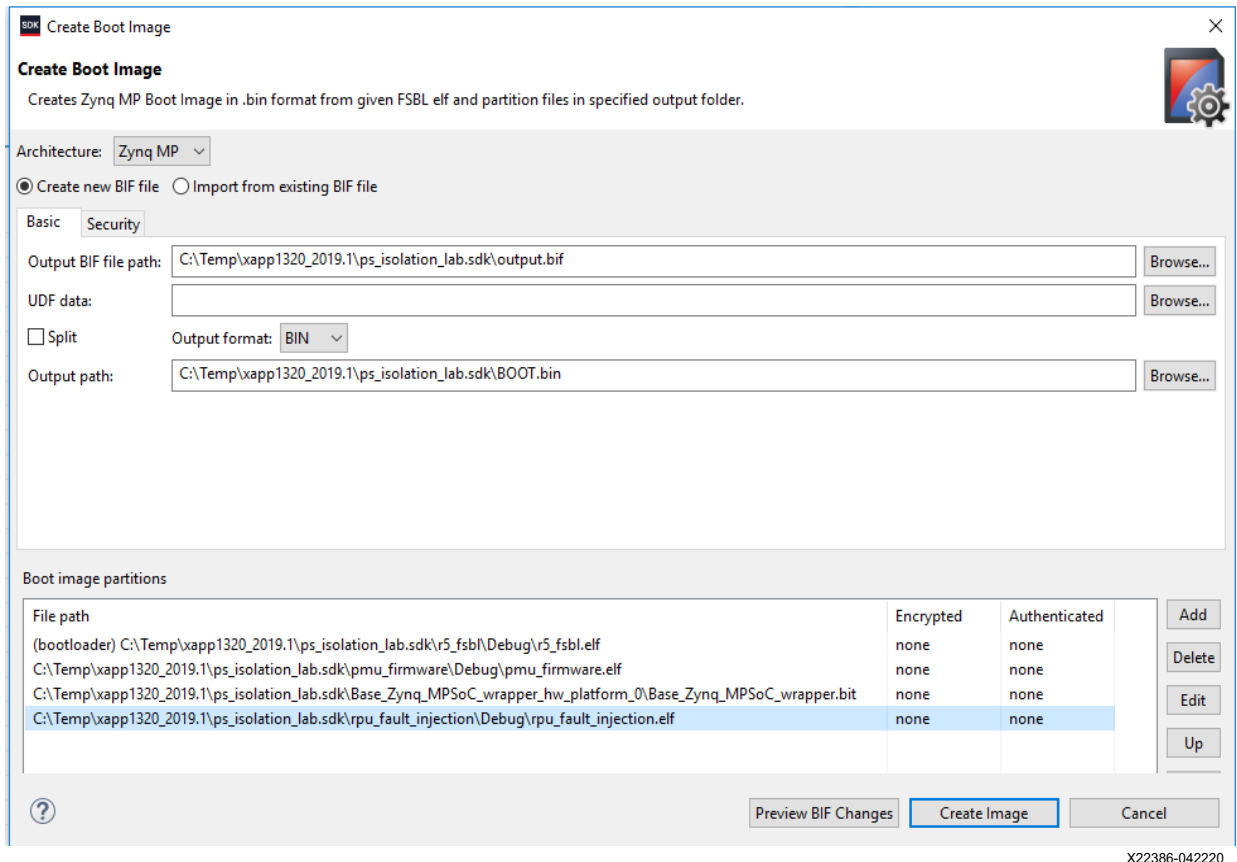 SDK Create Boot Image
Create Boot Image
Creates Zynq MP Boot Image in .bin format from given FSBL elf and partition files in specified output folder.
Architecture: Zynq MP
Create new BIF file Import from existing BIF file
Basic Security
Output BIF file path: C:\Temp\xapp1320_2019.1\ps_isolation_lab.sdk\output.bif Browse...
UDF data: Browse...
Split Output format: BIN
Output path: C:\Temp\xapp1320_2019.1\ps_isolation_lab.sdk\BOOT.bin Browse...
Boot image partitions
File path Encrypted Authenticated Add
(bootloader) C:\Temp\xapp1320_2019.1\ps_isolation_lab.sdk\r5_fsbl\Debug\r5_fsbl.elf none none
C:\Temp\xapp1320_2019.1\ps_isolation_lab.sdk\pmu_firmware\Debug\pmu_firmware.elf none none Delete
C:\Temp\xapp1320_2019.1\ps_isolation_lab.sdk\Base_Zynq_MPSoC_wrapper_hw_platform_0\Base_Zynq_MPSoC_wrapper.bit none none Edit
C:\Temp\xapp1320_2019.1\ps_isolation_lab.sdk\rpu_fault_injection\Debug\rpu_fault_injection.elf none none
Up
? Preview BIF Changes Create Image Cancel
X22386-042220